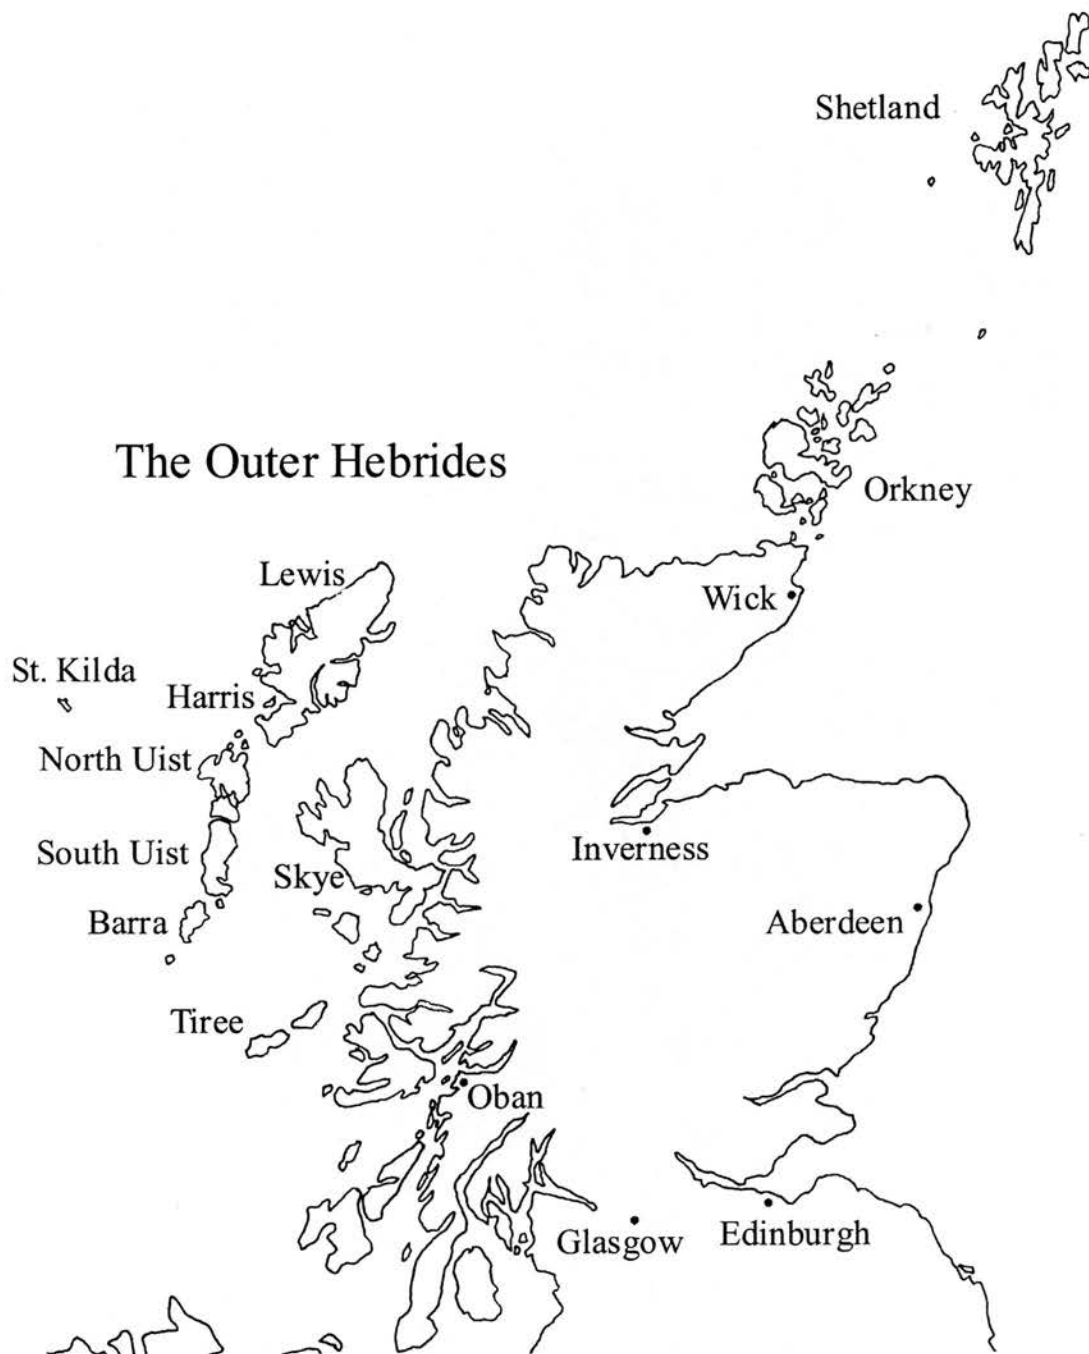 Shetland
The Outer Hebrides
Orkney
Lewis
Wick
St. Kilda
Harris
North Uist
Inverness
South Uist
Skye
Barra
Aberdeen
Tiree
Oban
Glasgow
Edinburgh